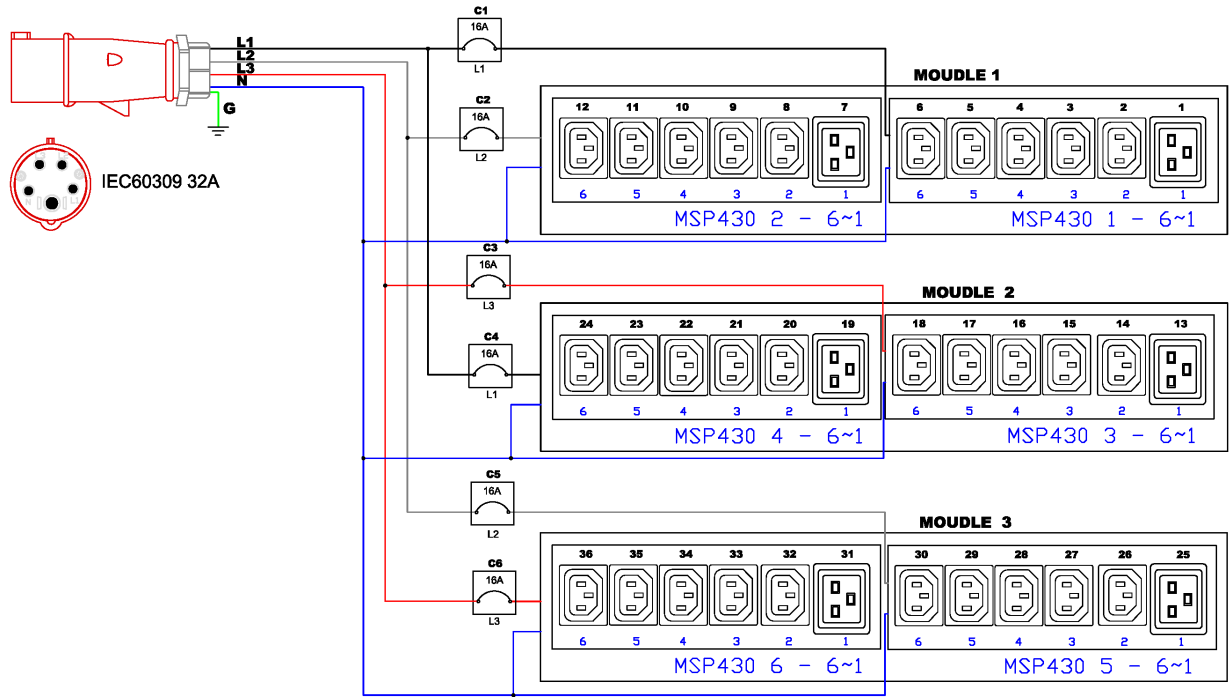 L1
L2
L3
N
G
IEC60309 32A
C1
16A
L1
C2
16A
L2
MOUDLE 1
12 11 10 9 8 7 6 5 4 3 2 1
6 5 4 3 2 1 6 5 4 3 2 1
MSP430 2 - 6~1 MSP430 1 - 6~1
C3
16A
L3
C4
16A
L1
MOUDLE 2
24 23 22 21 20 19 18 17 16 15 14 13
6 5 4 3 2 1 6 5 4 3 2 1
MSP430 4 - 6~1 MSP430 3 - 6~1
C5
16A
L2
C6
16A
L3
MOUDLE 3
36 35 34 33 32 31 30 29 28 27 26 25
6 5 4 3 2 1 6 5 4 3 2 1
MSP430 6 - 6~1 MSP430 5 - 6~1